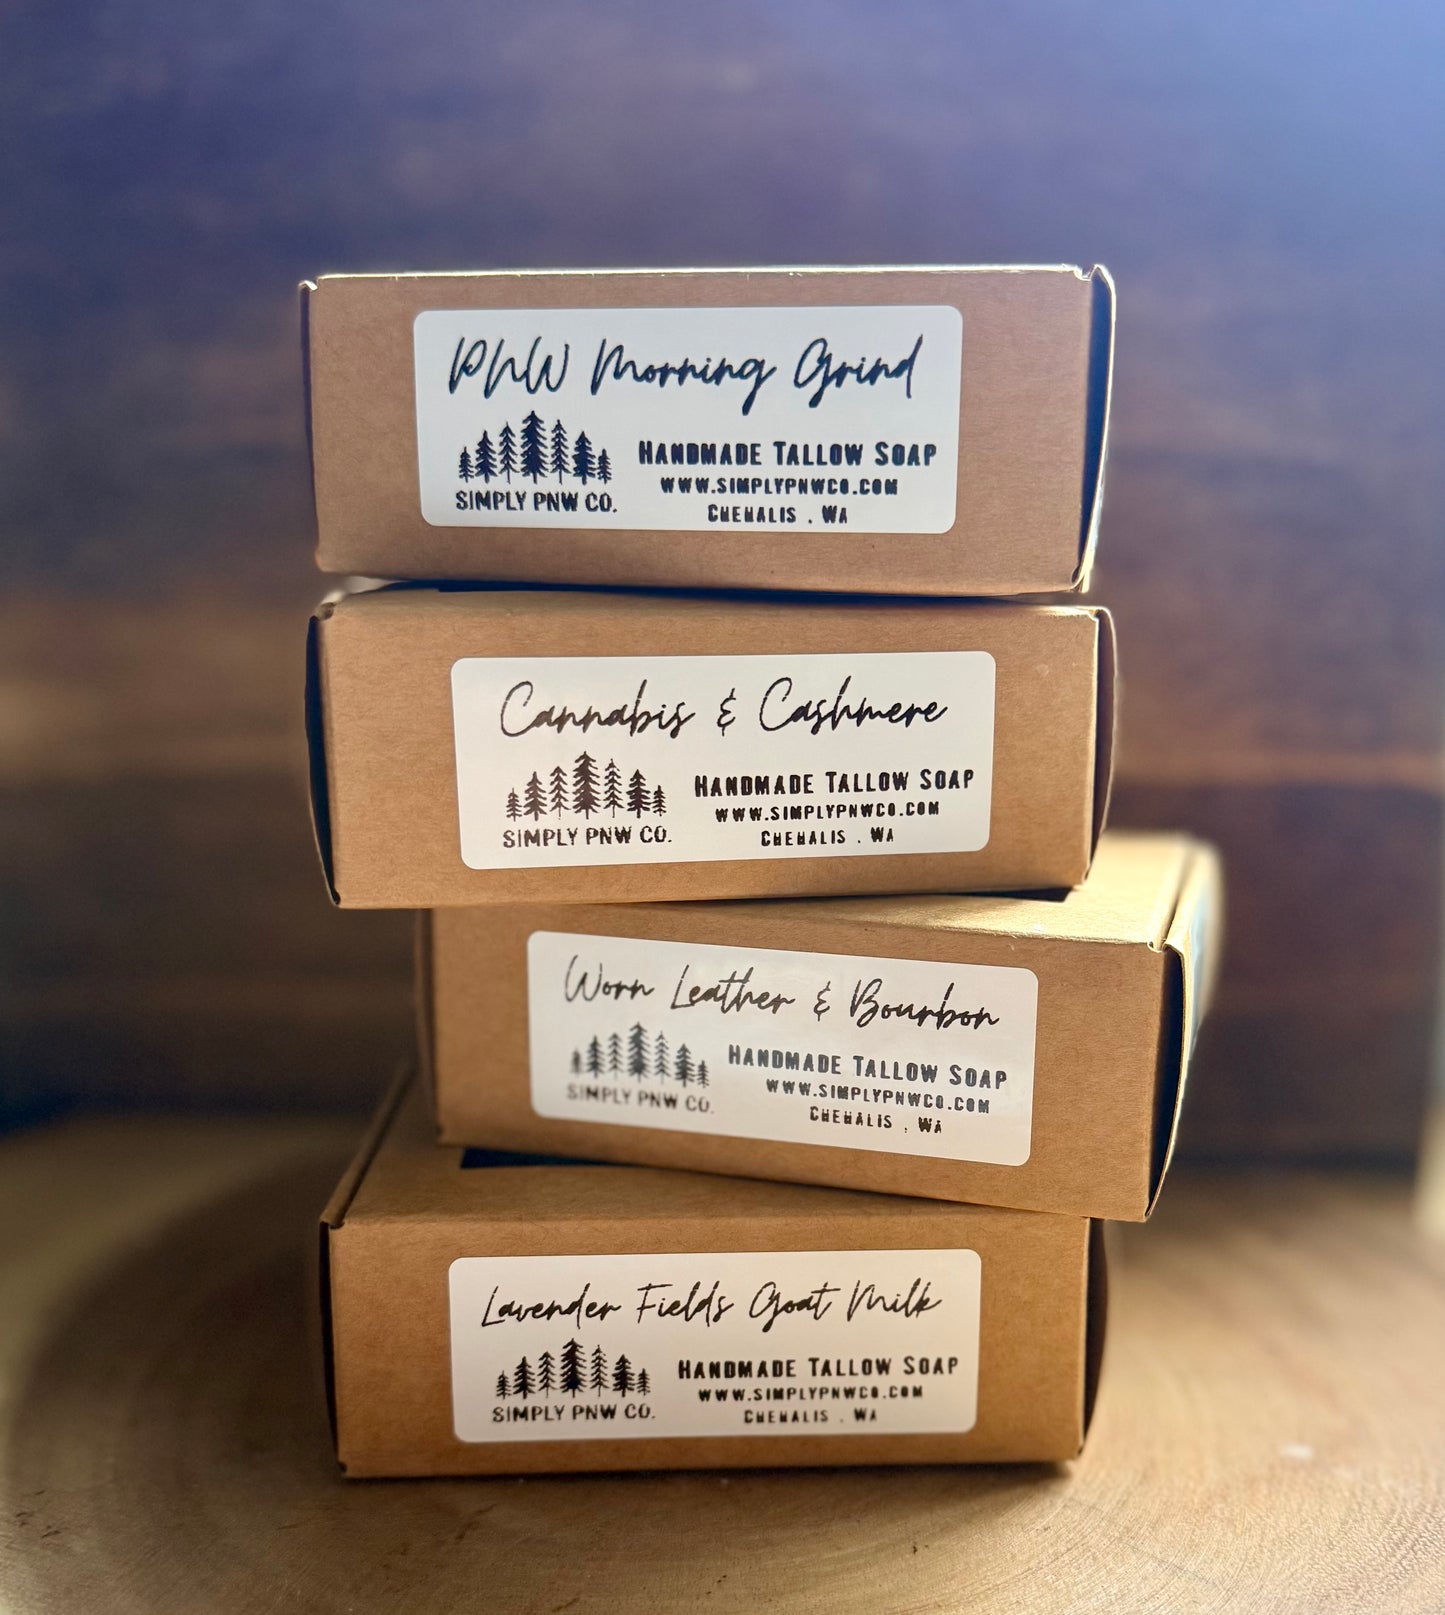 PNW Morning Grind
SIMPLY PNW CO.
Handmade Tallow Soap
www.simplypnwco.com
Chehalis . Wa
Cannabis & Cashmere
SIMPLY PNW CO.
Handmade Tallow Soap
www.simplypnwco.com
Chehalis . Wa
Worn Leather & Bourbon
SIMPLY PNW CO.
Handmade Tallow Soap
www.simplypnwco.com
Chehalis . Wa
Lavender Fields Goat Milk
SIMPLY PNW CO.
Handmade Tallow Soap
www.simplypnwco.com
Chehalis . Wa